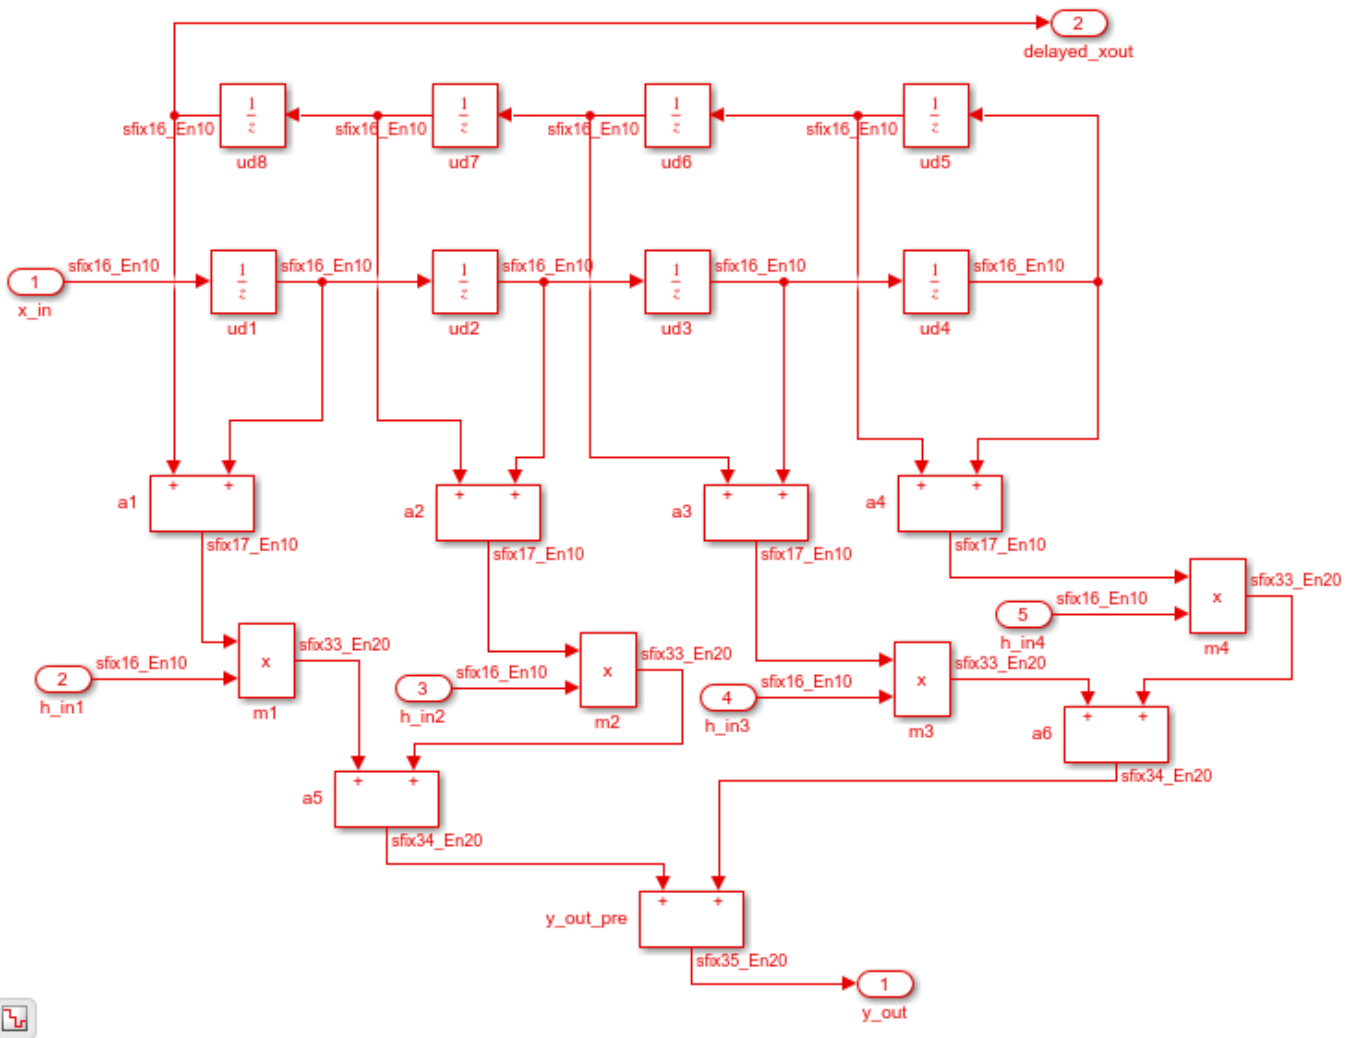 2
delayed_xout
1/z
1/z
1/z
1/z
sfix16_En10
sfix16_En10
sfix16_En10
sfix16_En10
ud8
ud7
ud6
ud5
sfix16_En10
sfix16_En10
sfix16_En10
sfix16_En10
sfix16_En10
1
1/z
1/z
1/z
1/z
x_in
ud1
ud2
ud3
ud4
+ +
+ +
+ +
+ +
a1
a2
a3
a4
sfix17_En10
sfix17_En10
sfix17_En10
sfix17_En10
sfix33_En20
x
sfix16_En10
5
h_in4
m4
sfix33_En20
sfix33_En20
sfix33_En20
x
x
x
sfix16_En10
sfix16_En10
sfix16_En10
2
3
4
h_in1
h_in2
h_in3
m1
m2
m3
+ +
a6
sfix34_En20
+ +
a5
sfix34_En20
+ +
y_out_pre
sfix35_En20
1
y_out